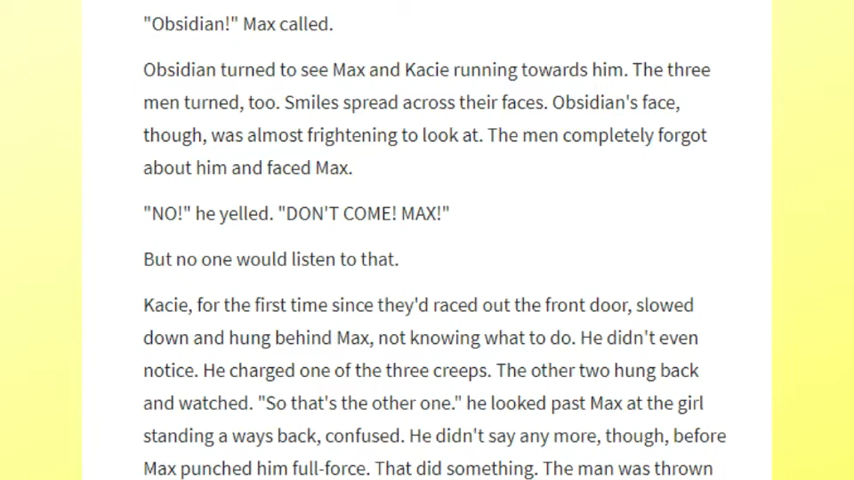 "Obsidian!" Max called.
Obsidian turned to see Max and Kacie running towards him. The three
men turned, too. Smiles spread across their faces. Obsidian's face,
though, was almost frightening to look at. The men completely forgot
about him and faced Max.
"NO!" he yelled. "DON'T COME! MAX!"
But no one would listen to that.
Kacie, for the first time since they'd raced out the front door, slowed
down and hung behind Max, not knowing what to do. He didn't even
notice. He charged one of the three creeps. The other two hung back
and watched. "So that's the other one." he looked past Max at the girl
standing a ways back, confused. He didn't say any more, though, before
Max punched him full-force. That did something. The man was thrown